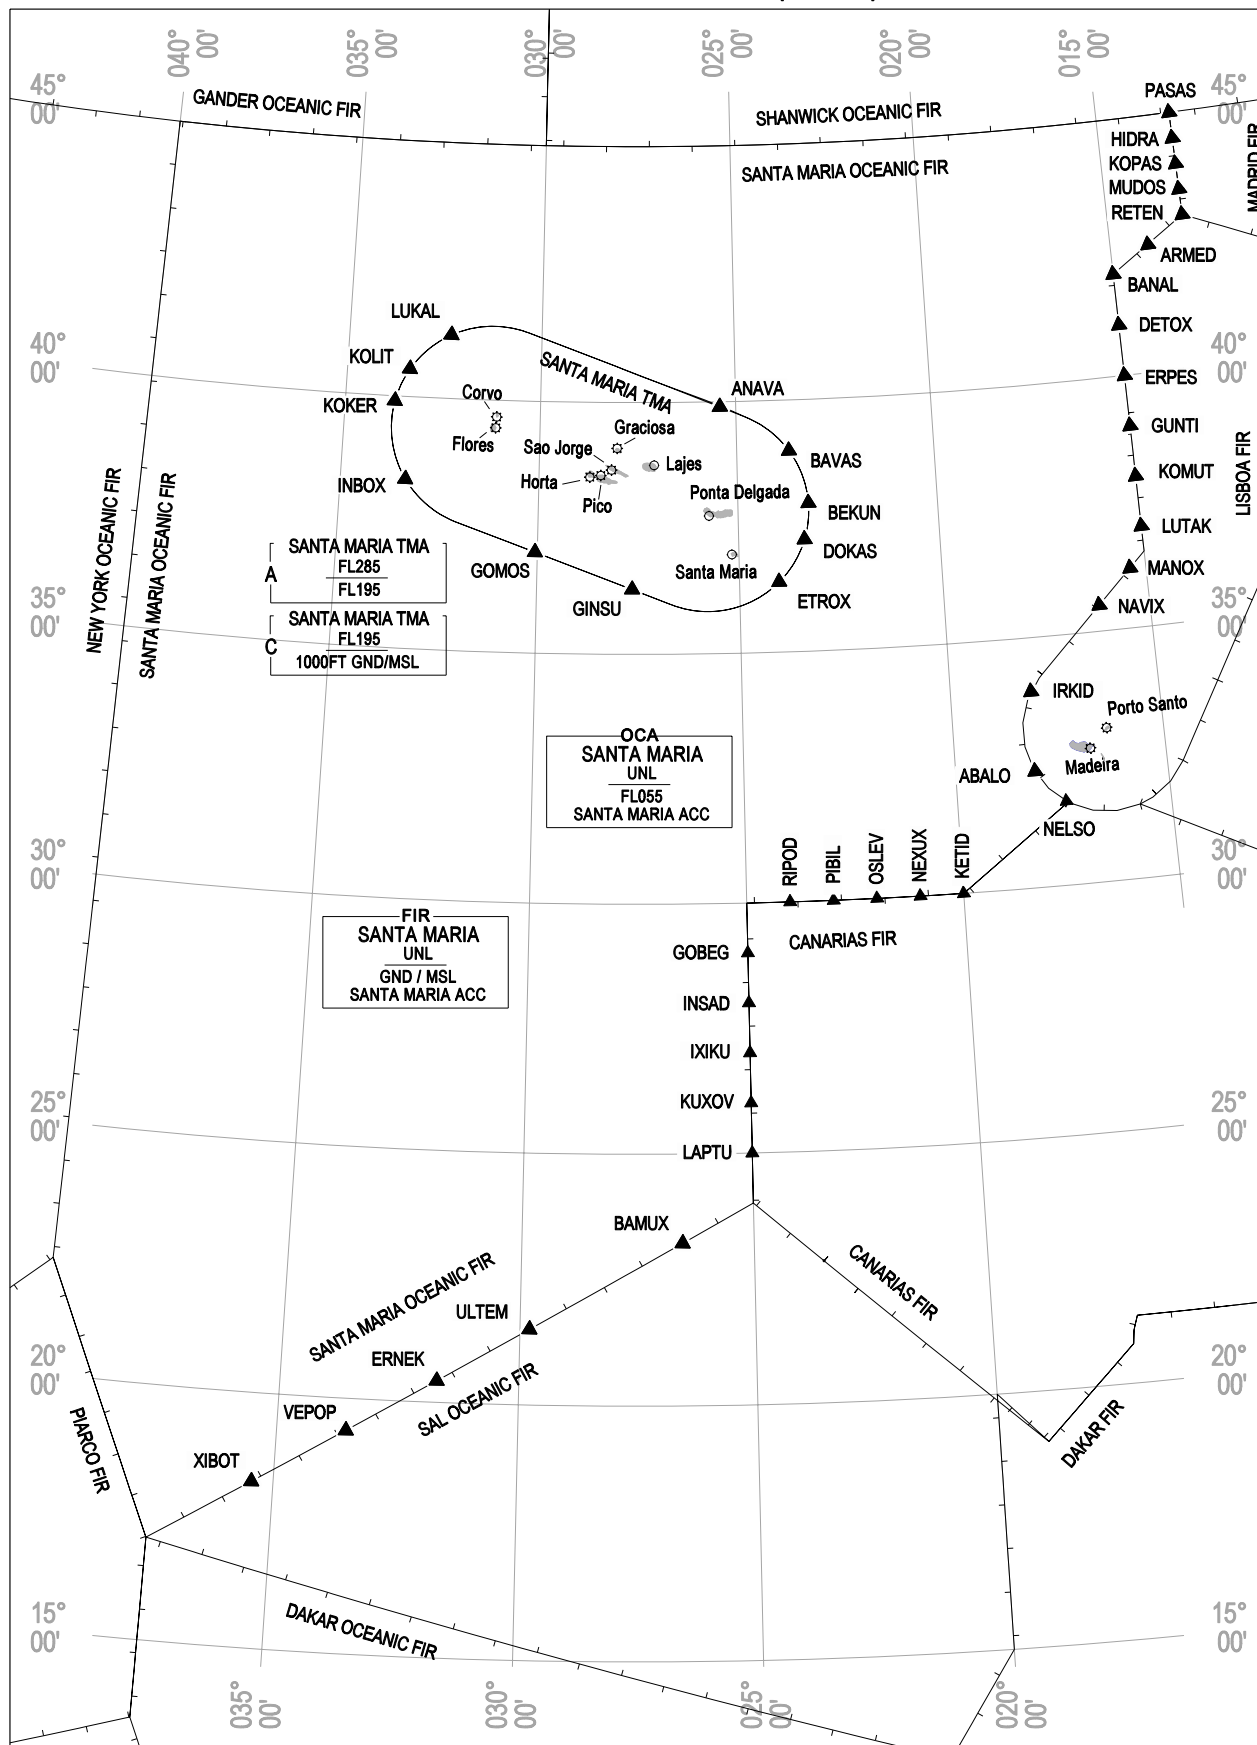 040° 00'
035° 00'
030° 00'
025° 00'
020° 00'
015° 00'
45° 00'
45° 00'
GANDER OCEANIC FIR
SHANWICK OCEANIC FIR
SANTA MARIA OCEANIC FIR
PASAS
HIDRA
KOPAS
MUDOS
RETEN
MADRID FIR
ARMED
BANAL
DETOX
ERPES
GUNTI
KOMUT
LUTAK
MANOX
NAVIX
LISBOA FIR
40° 00'
40° 00'
LUKAL
KOLIT
KOKER
INBOX
GOMOS
GINSU
SANTA MARIA TMA
ANAVA
BAVAS
BEKUN
DOKAS
ETROX
Corvo
Flores
Graciosa
Sao Jorge
Lajes
Horta
Pico
Ponta Delgada
Santa Maria
NEW YORK OCEANIC FIR
SANTA MARIA OCEANIC FIR
A
SANTA MARIA TMA
FL285
FL195
C
SANTA MARIA TMA
FL195
1000FT GND/MSL
35° 00'
35° 00'
IRKID
Porto Santo
Madeira
ABALO
NELSO
OCA
SANTA MARIA
UNL
FL055
SANTA MARIA ACC
30° 00'
30° 00'
RIPOD
PIBIL
OSLEV
NEXUX
KETID
CANARIAS FIR
FIR
SANTA MARIA
UNL
GND / MSL
SANTA MARIA ACC
GOBEG
INSAD
IXIKU
KUXOV
LAPTU
25° 00'
25° 00'
BAMUX
CANARIAS FIR
SANTA MARIA OCEANIC FIR
ULTEM
ERNEK
SAL OCEANIC FIR
VEPOP
XIBOT
20° 00'
20° 00'
PIARCO FIR
DAKAR FIR
DAKAR OCEANIC FIR
15° 00'
15° 00'
035° 00'
030° 00'
025° 00'
020° 00'